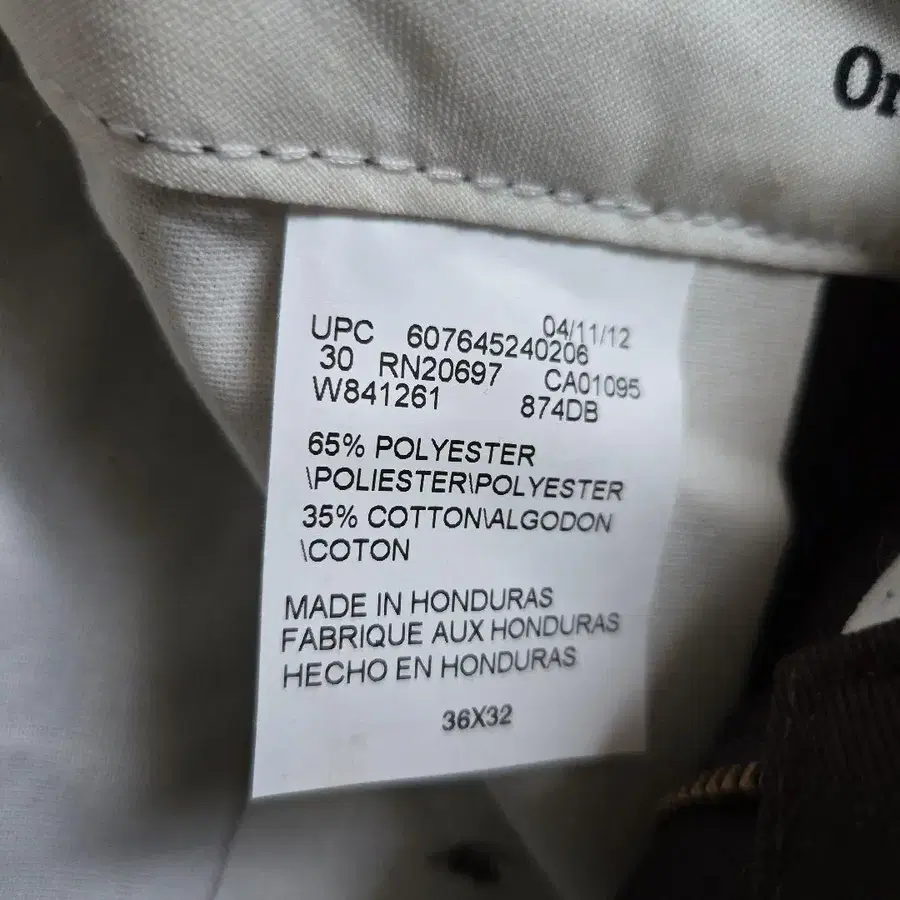 Or
04/11/12
UPC 607645240206
30 RN20697 CA01095
W841261 874DB
65% POLYESTER
\POLIESTER\POLYESTER
35% COTTON\ALGODON
\COTON
MADE IN HONDURAS
FABRIQUE AUX HONDURAS
HECHO EN HONDURAS
36X32